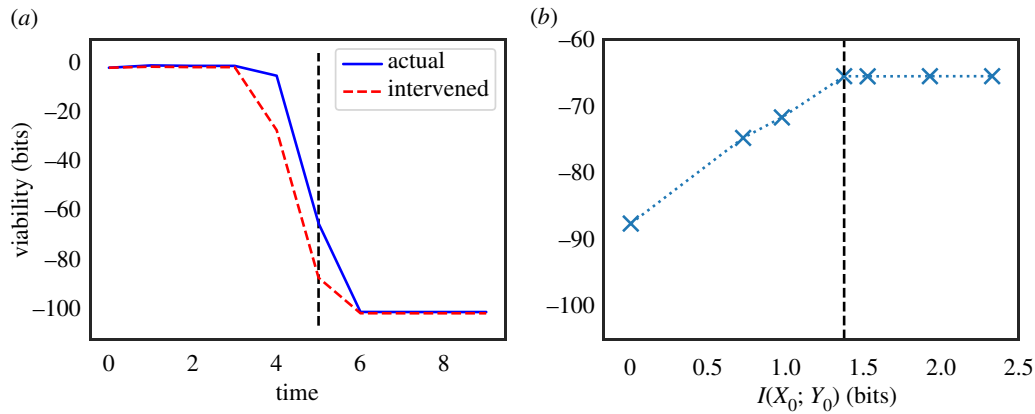 (a)
viability (bits)
0
–20
–40
–60
–80
–100
0 2 4 6 8
time
actual
intervened
(b)
–60
–70
–80
–90
–100
0 0.5 1.0 1.5 2.0 2.5
I(X₀; Y₀) (bits)